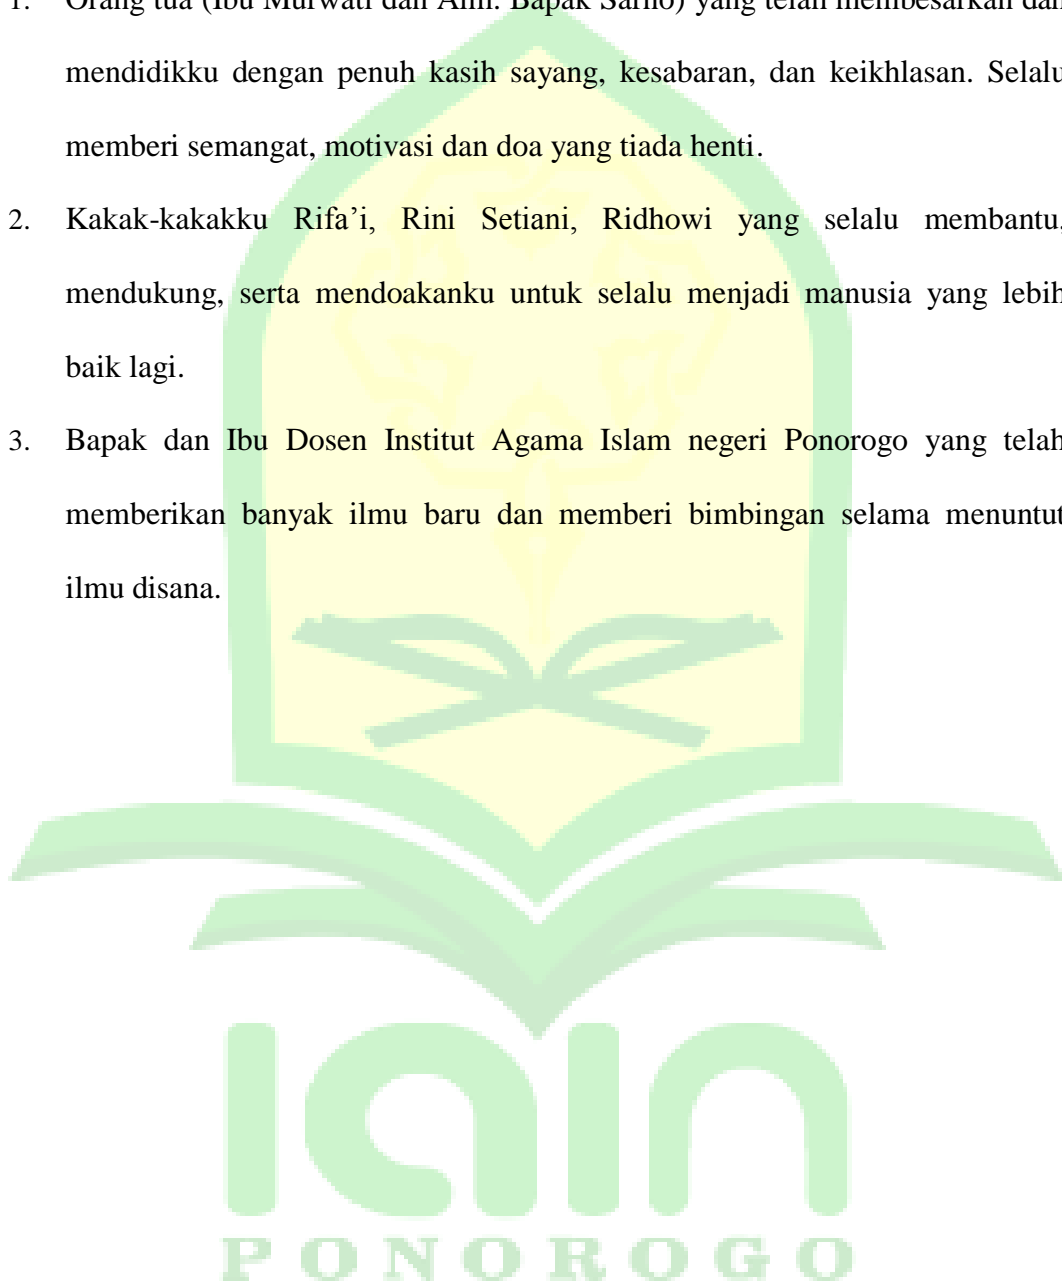 1. Orang tua (Ibu Murwati dan Alm. Bapak Sarno) yang telah membesarkan dan
mendidikku dengan penuh kasih sayang, kesabaran, dan keikhlasan. Selalu
memberi semangat, motivasi dan doa yang tiada henti.
2. Kakak-kakakku Rifa’i, Rini Setiani, Ridhowi yang selalu membantu,
mendukung, serta mendoakanku untuk selalu menjadi manusia yang lebih
baik lagi.
3. Bapak dan Ibu Dosen Institut Agama Islam negeri Ponorogo yang telah
memberikan banyak ilmu baru dan memberi bimbingan selama menuntut
ilmu disana.
iain
PONOROGO